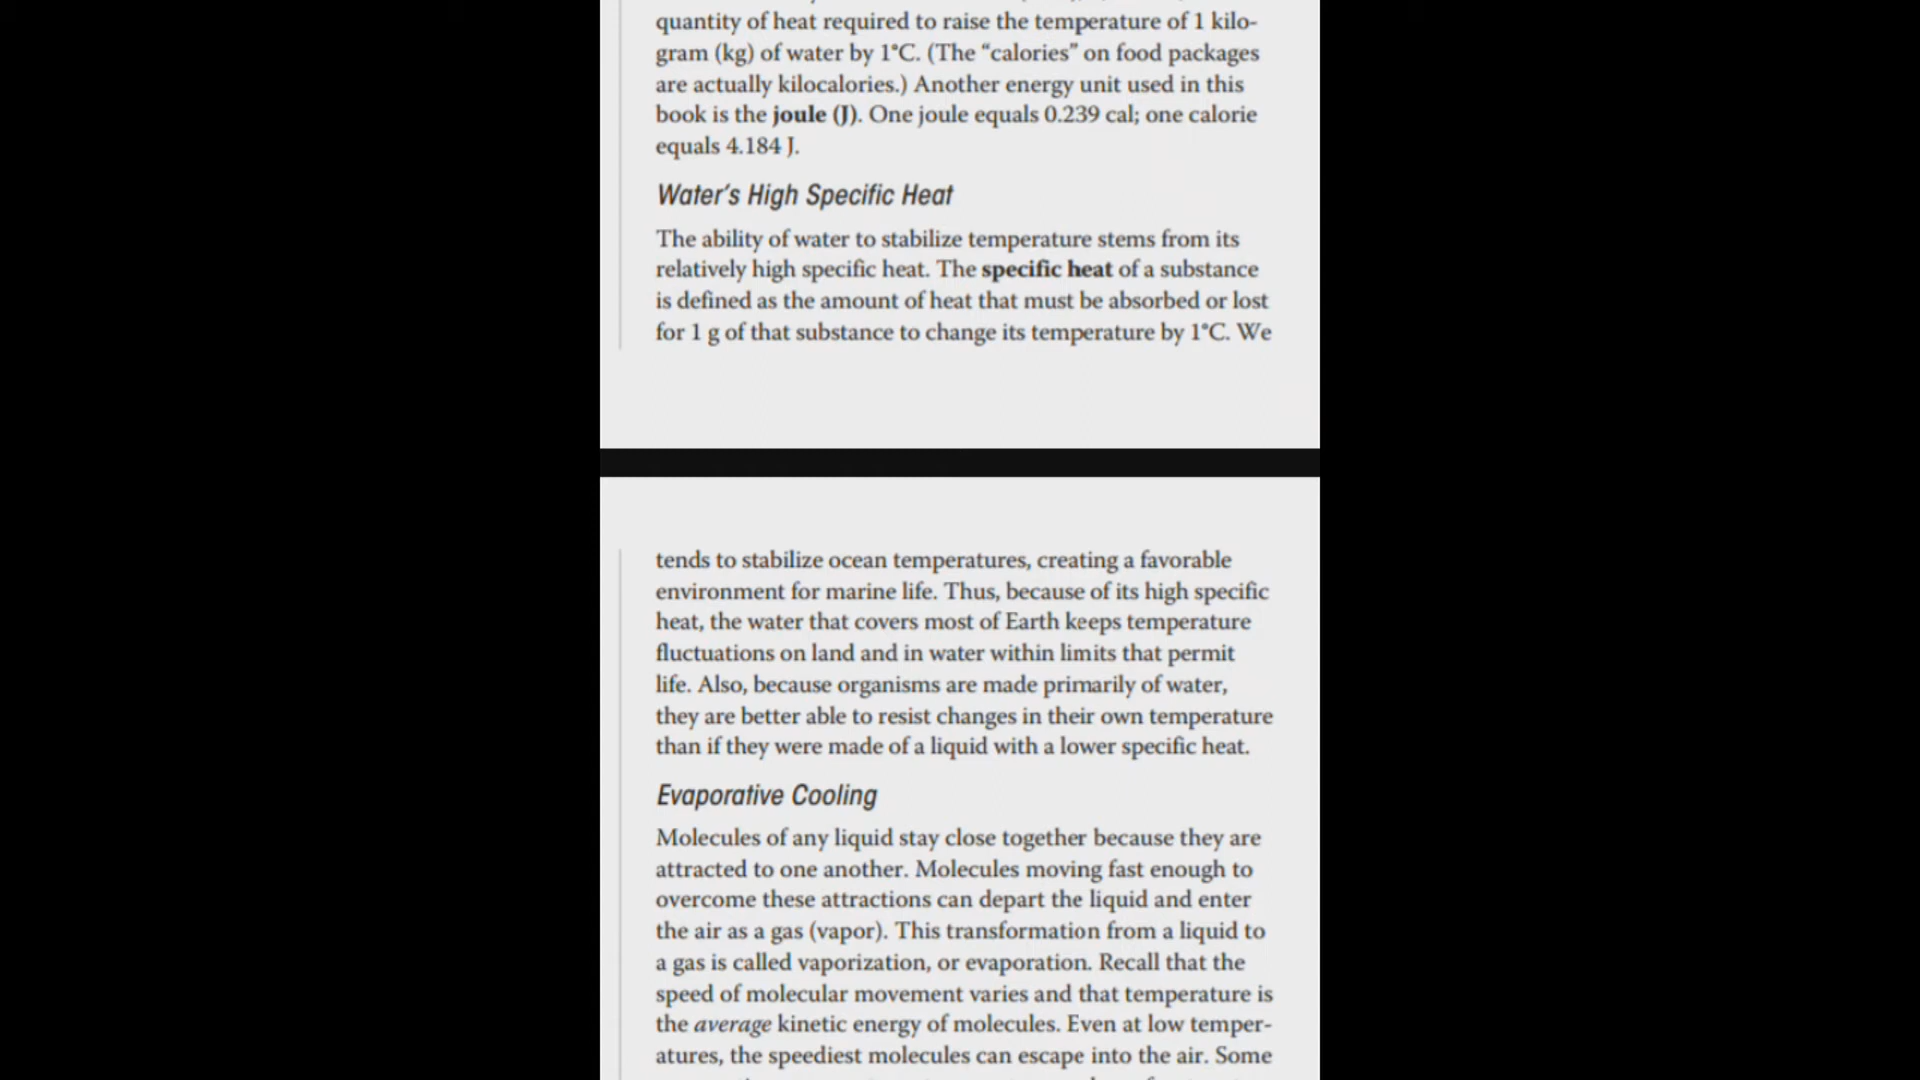 quantity of heat required to raise the temperature of 1 kilo-
gram (kg) of water by 1°C. (The “calories” on food packages
are actually kilocalories.) Another energy unit used in this
book is the joule (J). One joule equals 0.239 cal; one calorie
equals 4.184 J.
Water’s High Specific Heat
The ability of water to stabilize temperature stems from its
relatively high specific heat. The specific heat of a substance
is defined as the amount of heat that must be absorbed or lost
for 1 g of that substance to change its temperature by 1°C. We
tends to stabilize ocean temperatures, creating a favorable
environment for marine life. Thus, because of its high specific
heat, the water that covers most of Earth keeps temperature
fluctuations on land and in water within limits that permit
life. Also, because organisms are made primarily of water,
they are better able to resist changes in their own temperature
than if they were made of a liquid with a lower specific heat.
Evaporative Cooling
Molecules of any liquid stay close together because they are
attracted to one another. Molecules moving fast enough to
overcome these attractions can depart the liquid and enter
the air as a gas (vapor). This transformation from a liquid to
a gas is called vaporization, or evaporation. Recall that the
speed of molecular movement varies and that temperature is
the average kinetic energy of molecules. Even at low temper-
atures, the speediest molecules can escape into the air. Some